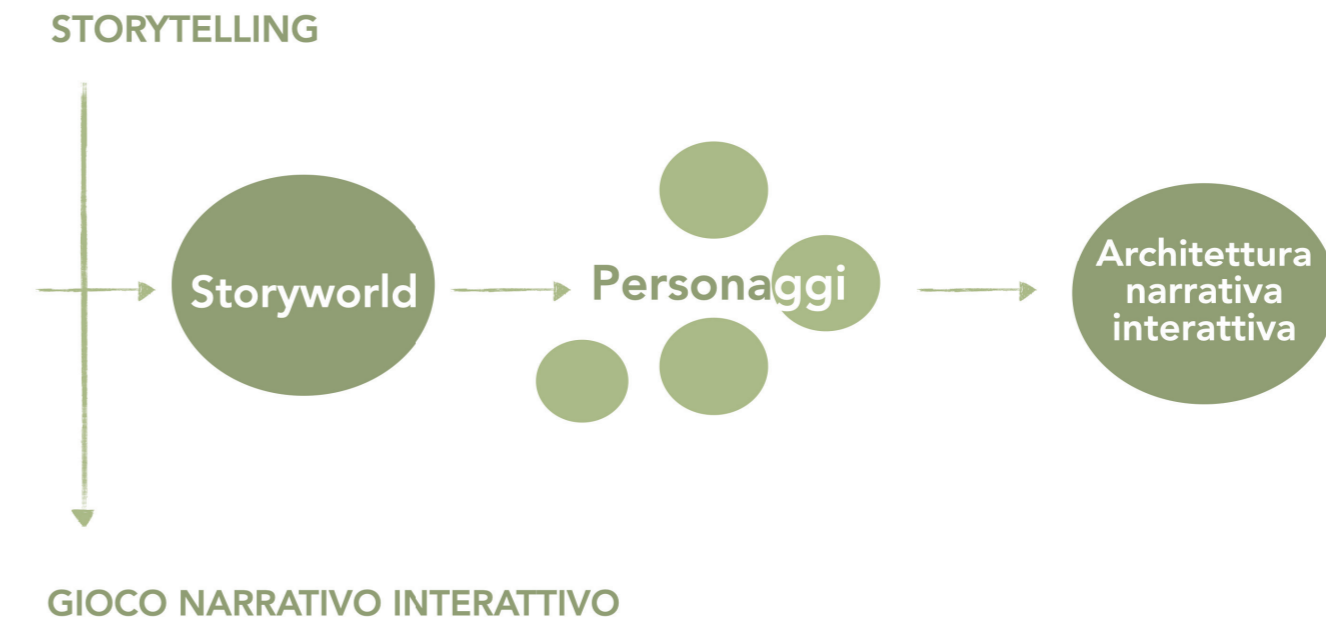 STORYTELLING
Storyworld
Personaggi
Architettura
narrativa
interattiva
GIOCO NARRATIVO INTERATTIVO